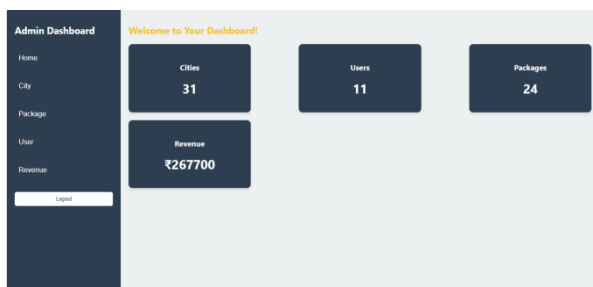 Admin Dashboard
Home
City
Package
User
Revenue
Logout
Welcome to Your Dashboard!
Cities
31
Users
11
Packages
24
Revenue
₹267700